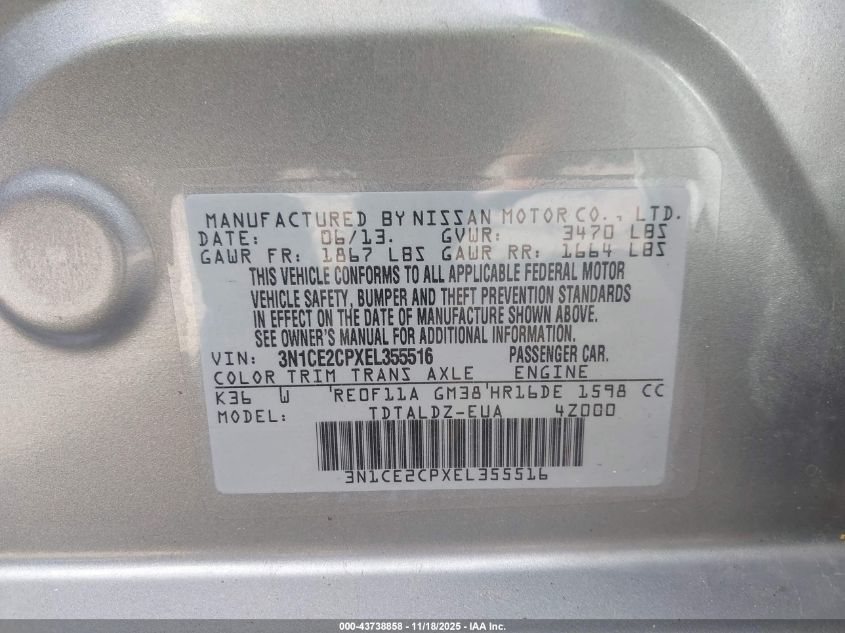 MANUFACTURED BY NISSAN MOTOR CO., LTD.
DATE: 06/13. GVWR: 3470 LBS
GAWR FR: 1867 LBS GAWR RR: 1664 LBS
THIS VEHICLE CONFORMS TO ALL APPLICABLE FEDERAL MOTOR
VEHICLE SAFETY, BUMPER AND THEFT PREVENTION STANDARDS
IN EFFECT ON THE DATE OF MANUFACTURE SHOWN ABOVE.
SEE OWNER'S MANUAL FOR ADDITIONAL INFORMATION.
VIN: 3N1CE2CPXEL355516 PASSENGER CAR.
COLOR TRIM TRANS AXLE ENGINE
K36 W 'RE0F11A GM38'HR16DE 1598 CC
MODEL: TDTALDZ-EUA 4Z000
3N1CE2CPXEL355516
000-43738858 - 11/18/2025 - IAA Inc.